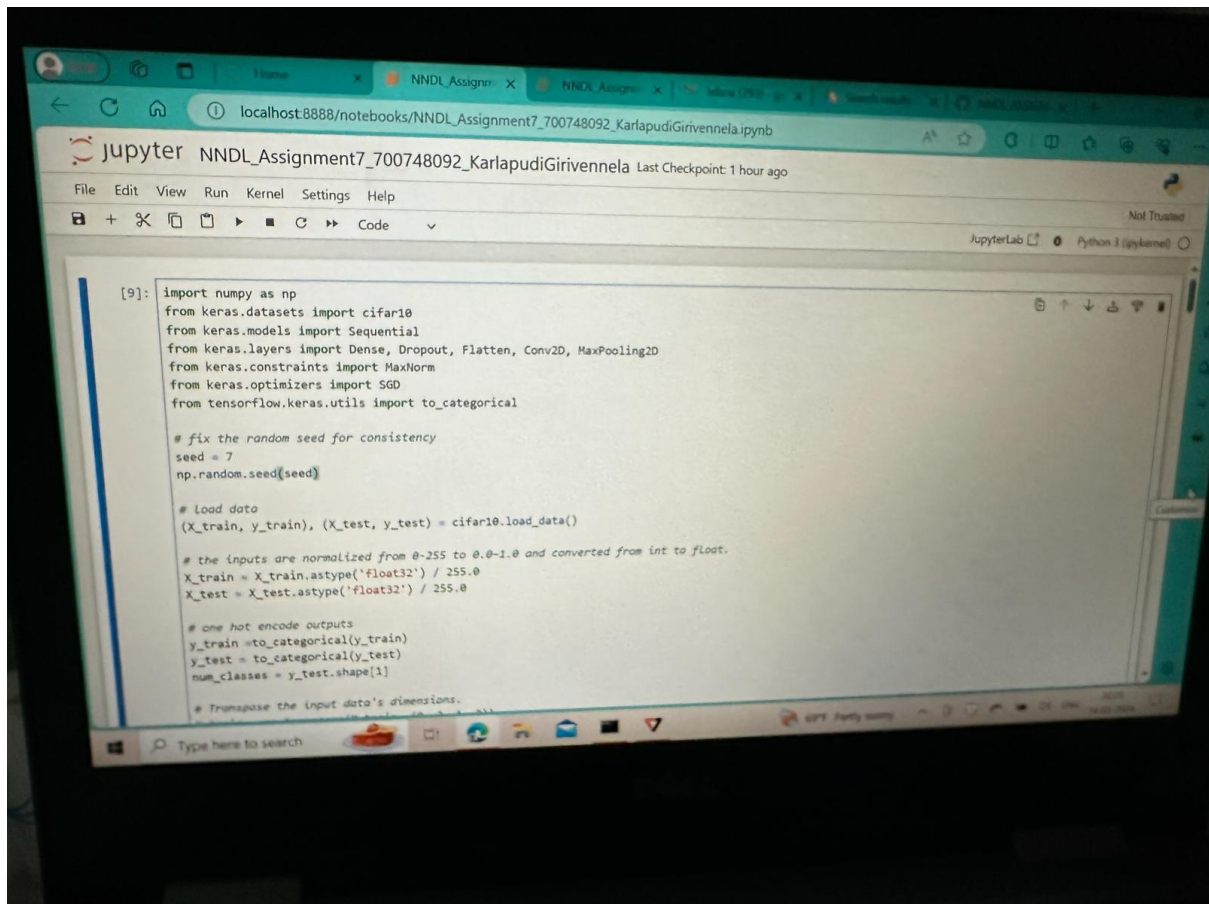 Home
NNDL_Assignn
NNDL_Assign
Inbox
localhost:8888/notebooks/NNDL_Assignment7_700748092_KarlapudiGirivennela.ipynb
jupyter NNDL_Assignment7_700748092_KarlapudiGirivennela Last Checkpoint: 1 hour ago
File Edit View Run Kernel Settings Help
Not Trusted
Code
JupyterLab 0 Python 3 (ipykernel)
[9]: import numpy as np
from keras.datasets import cifar10
from keras.models import Sequential
from keras.layers import Dense, Dropout, Flatten, Conv2D, MaxPooling2D
from keras.constraints import MaxNorm
from keras.optimizers import SGD
from tensorflow.keras.utils import to_categorical
# fix the random seed for consistency
seed = 7
np.random.seed(seed)
# Load data
(X_train, y_train), (X_test, y_test) = cifar10.load_data()
# the inputs are normalized from 0-255 to 0.0-1.0 and converted from int to float.
X_train = X_train.astype('float32') / 255.0
X_test = X_test.astype('float32') / 255.0
# one hot encode outputs
y_train =to_categorical(y_train)
y_test = to_categorical(y_test)
num_classes = y_test.shape[1]
# Transpose the input data's dimensions.
Customize
Type here to search